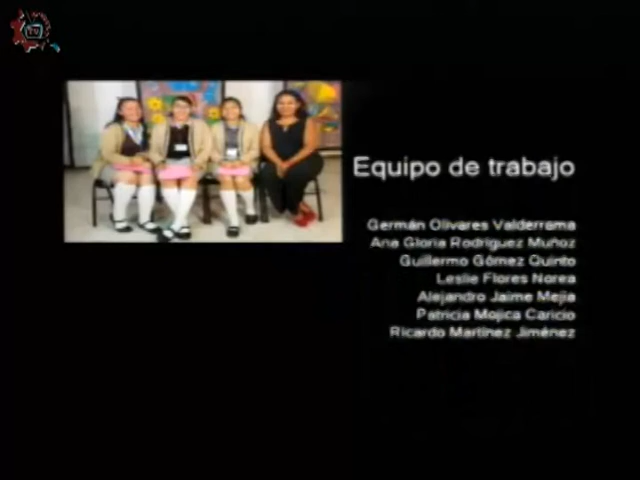 TV
Equipo de trabajo
Germán Olivares Valderrama
Ana Gloria Rodríguez Muñoz
Guillermo Gómez Quinto
Leslie Flores Norea
Alejandro Jaime Mejía
Patricia Mojica Caricio
Ricardo Martínez Jiménez